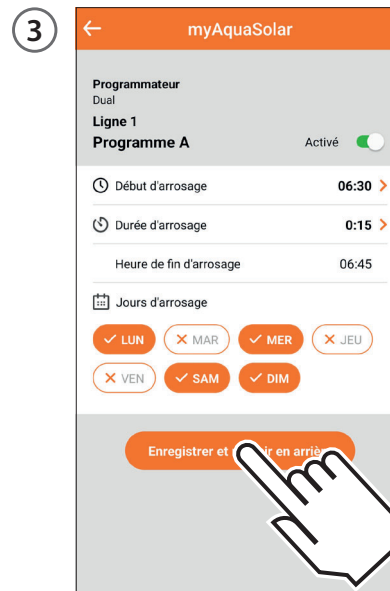 3
myAquaSolar
Programmateur
Dual
Ligne 1
Programme A Activé
Début d'arrosage 06:30
Durée d'arrosage 0:15
Heure de fin d'arrosage 06:45
Jours d'arrosage
LUN MAR MER JEU
VEN SAM DIM
Enregistrer et en